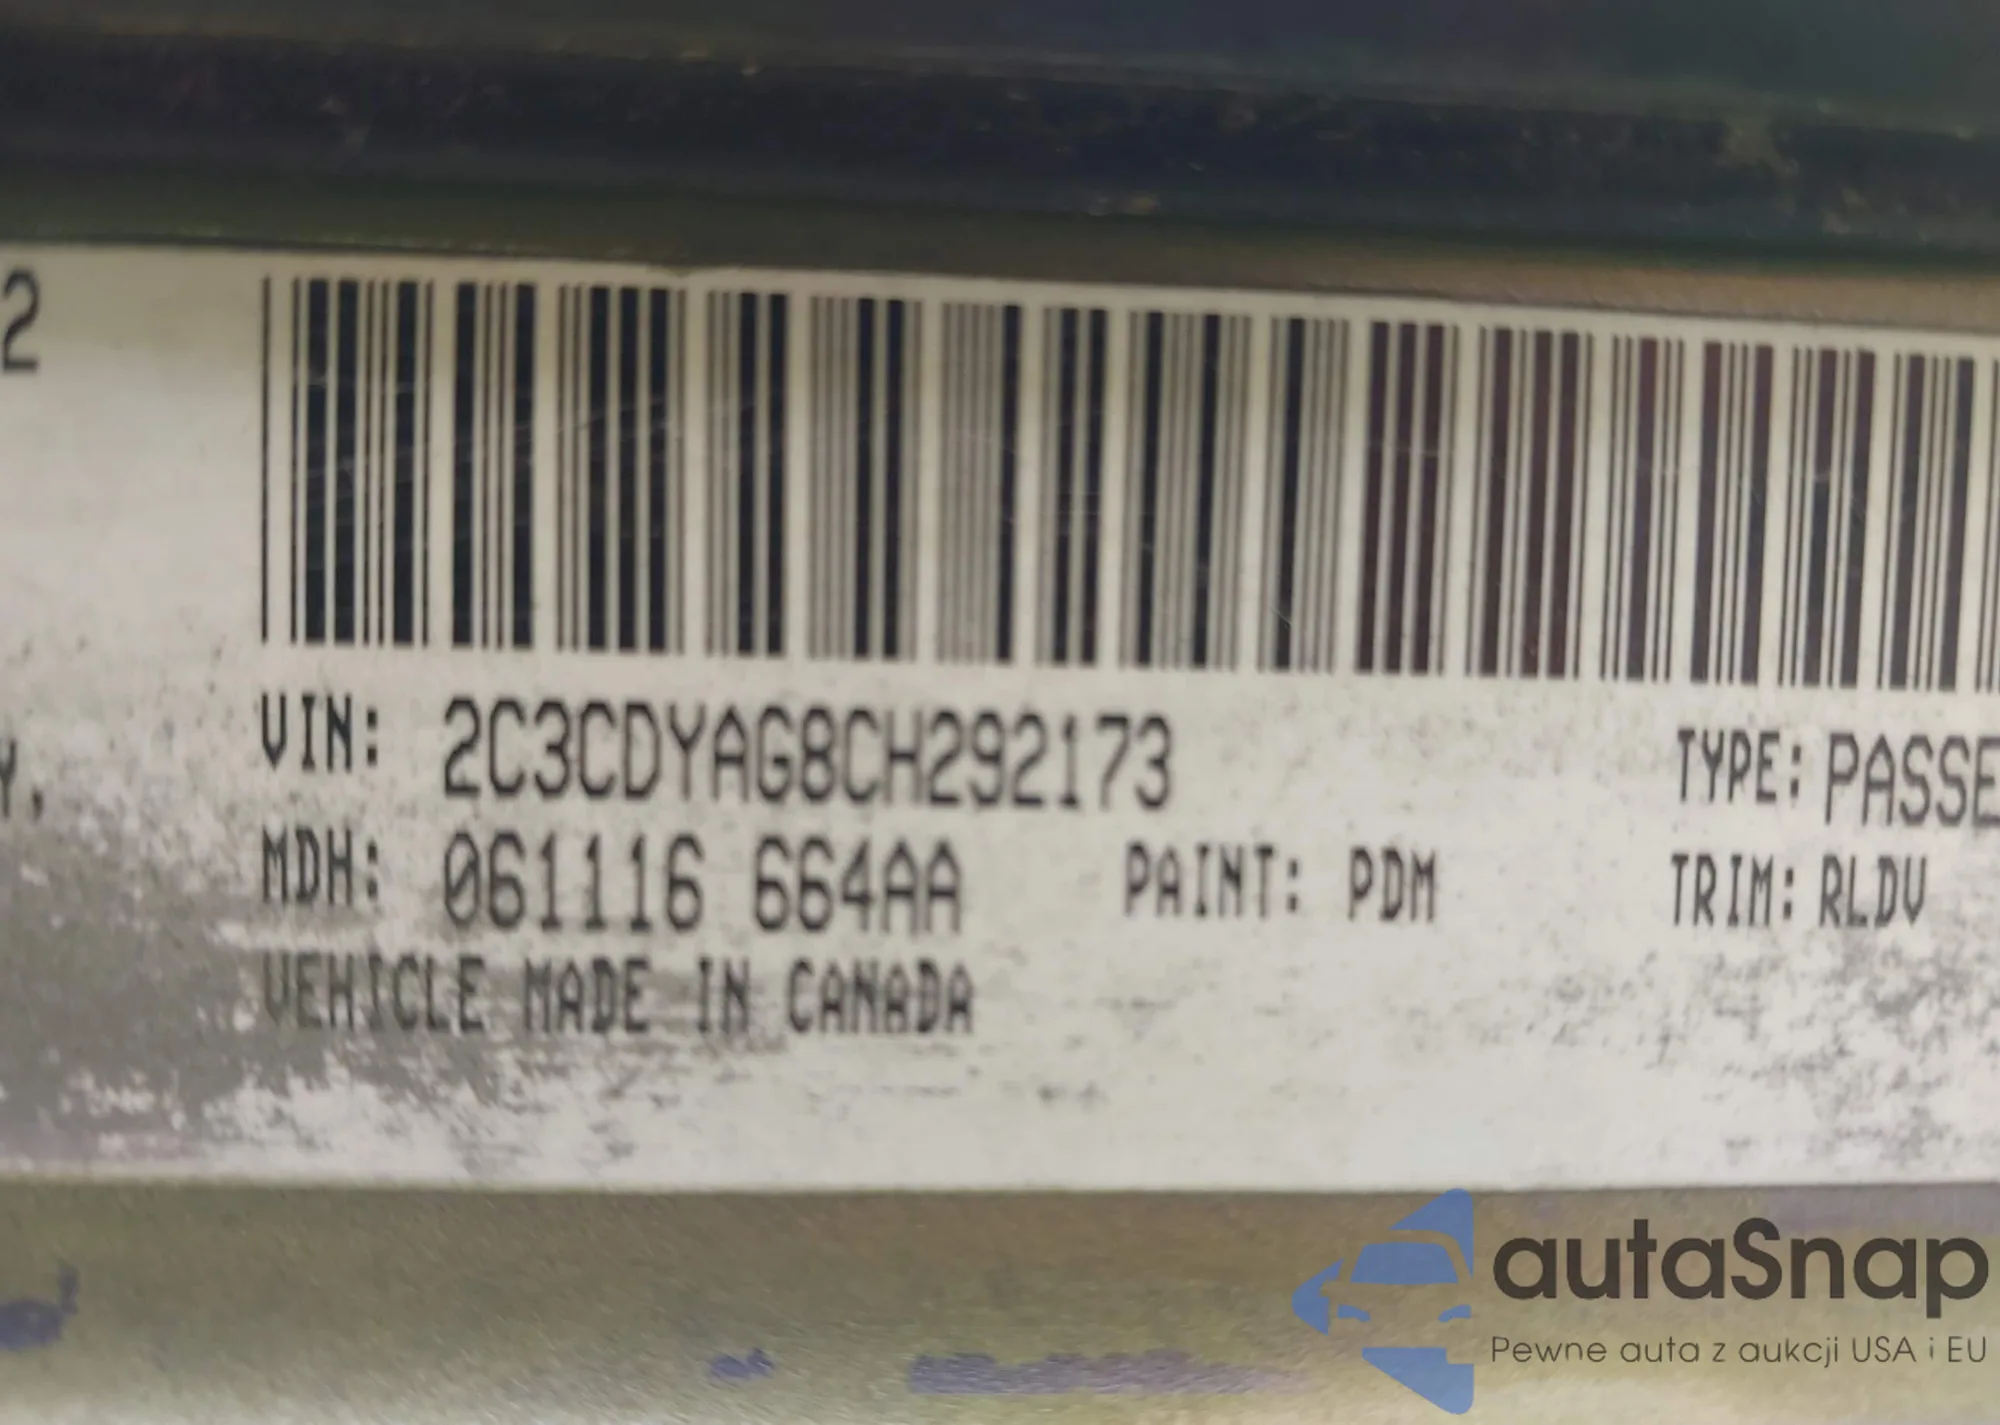 2
VIN: 2C3CDYAG8CH292173
TYPE: PASSE
Y,
MDH: 061116 664AA
PAINT: PDM
TRIM: RLDV
VEHICLE MADE IN CANADA
autaSnap
Pewne auta z aukcji USA i EU